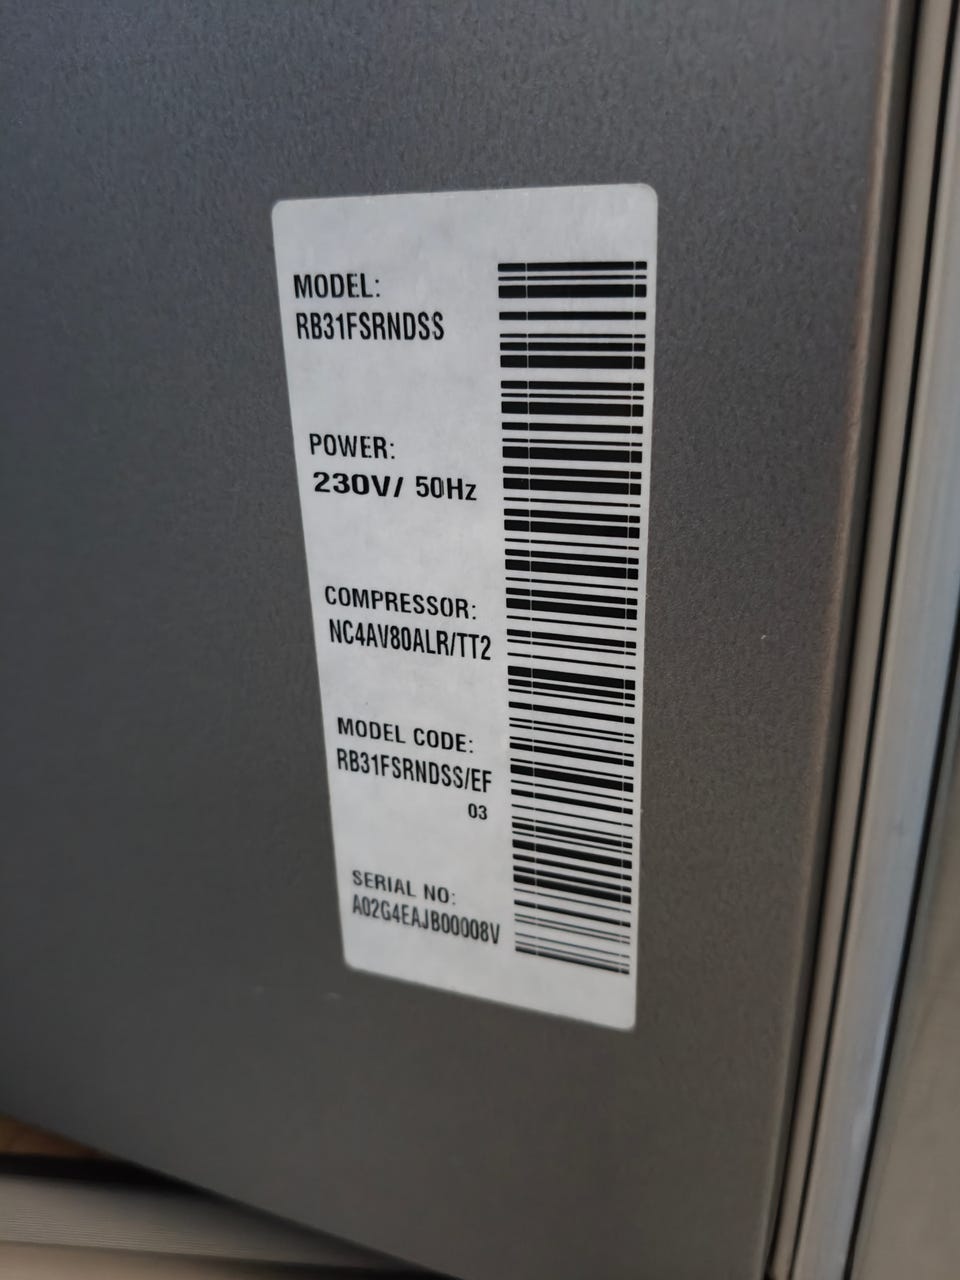 MODEL:
RB31FSRNDSS
POWER:
230V/ 50Hz
COMPRESSOR:
NC4AV80ALR/TT2
MODEL CODE:
RB31FSRNDSS/EF
03
SERIAL NO:
A02G4EAJB00008V